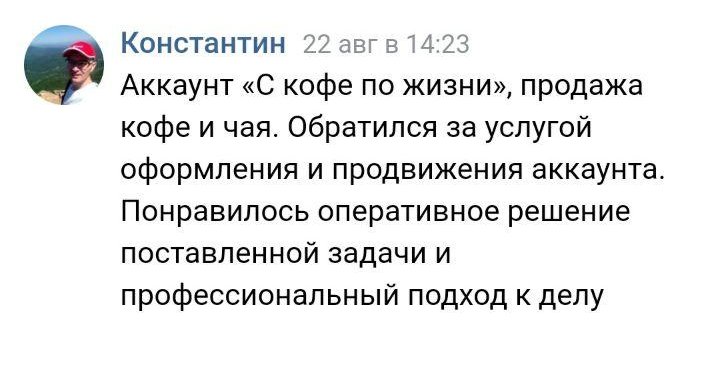 Константин 22 авг в 14:23
Аккаунт «С кофе по жизни», продажа
кофе и чая. Обратился за услугой
оформления и продвижения аккаунта.
Понравилось оперативное решение
поставленной задачи и
профессиональный подход к делу